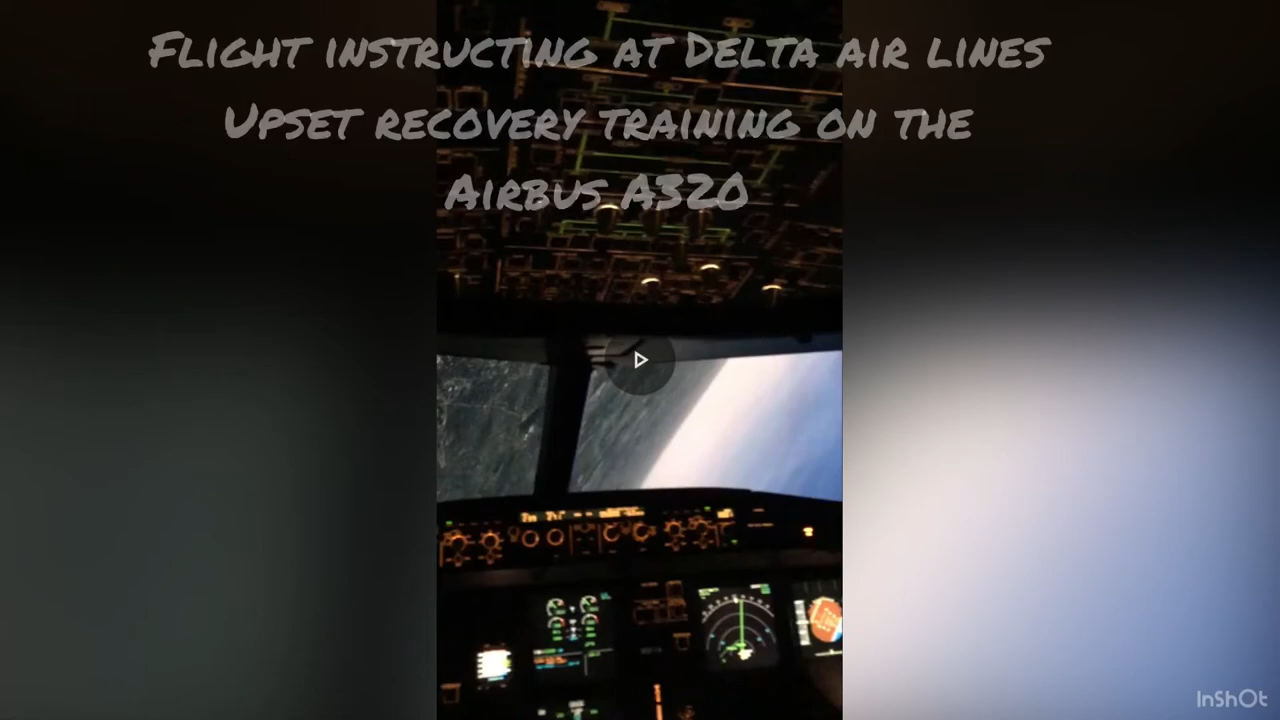 Flight instructing at Delta air lines
Upset recovery training on the
Airbus A320
InShOt